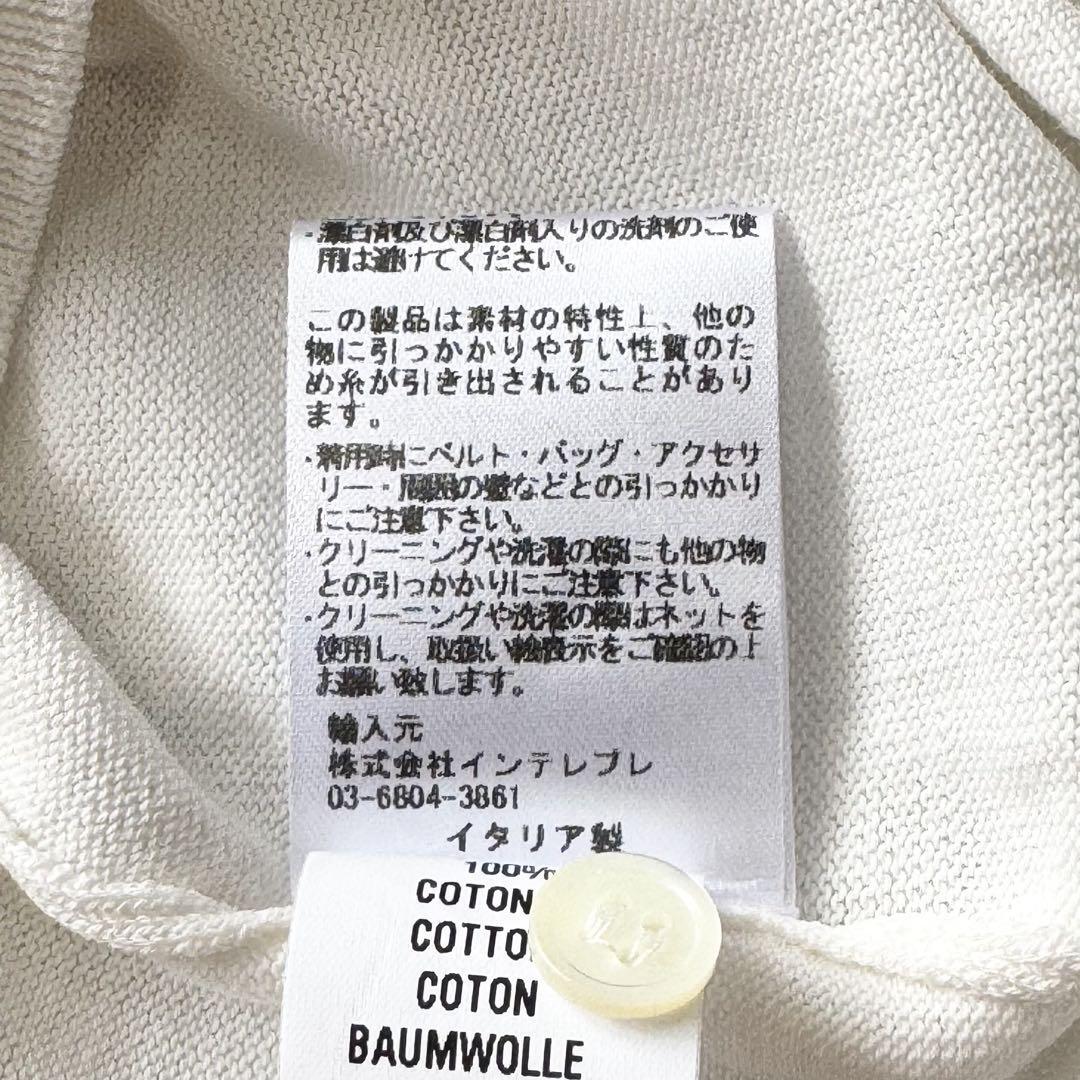 ・漂白剤及び漂白剤入りの洗剤のご使
用は避けてください。
この製品は素材の特性上、他の
物に引っかかりやすい性質のた
め糸が引き出されることがあり
ます。
・着用時にベルト・バッグ・アクセサ
リー・周囲の壁などとの引っかかり
にご注意下さい。
・クリーニングや洗濯の際にも他の物
との引っかかりにご注意下さい。
・クリーニングや洗濯の際はネットを
使用し、取扱い絵表示をご確認の上
お願い致します。
輸入元
株式会社インテレプレ
03-6804-3861
イタリア製
100%
COTON
COTTO
COTON
BAUMWOLLE